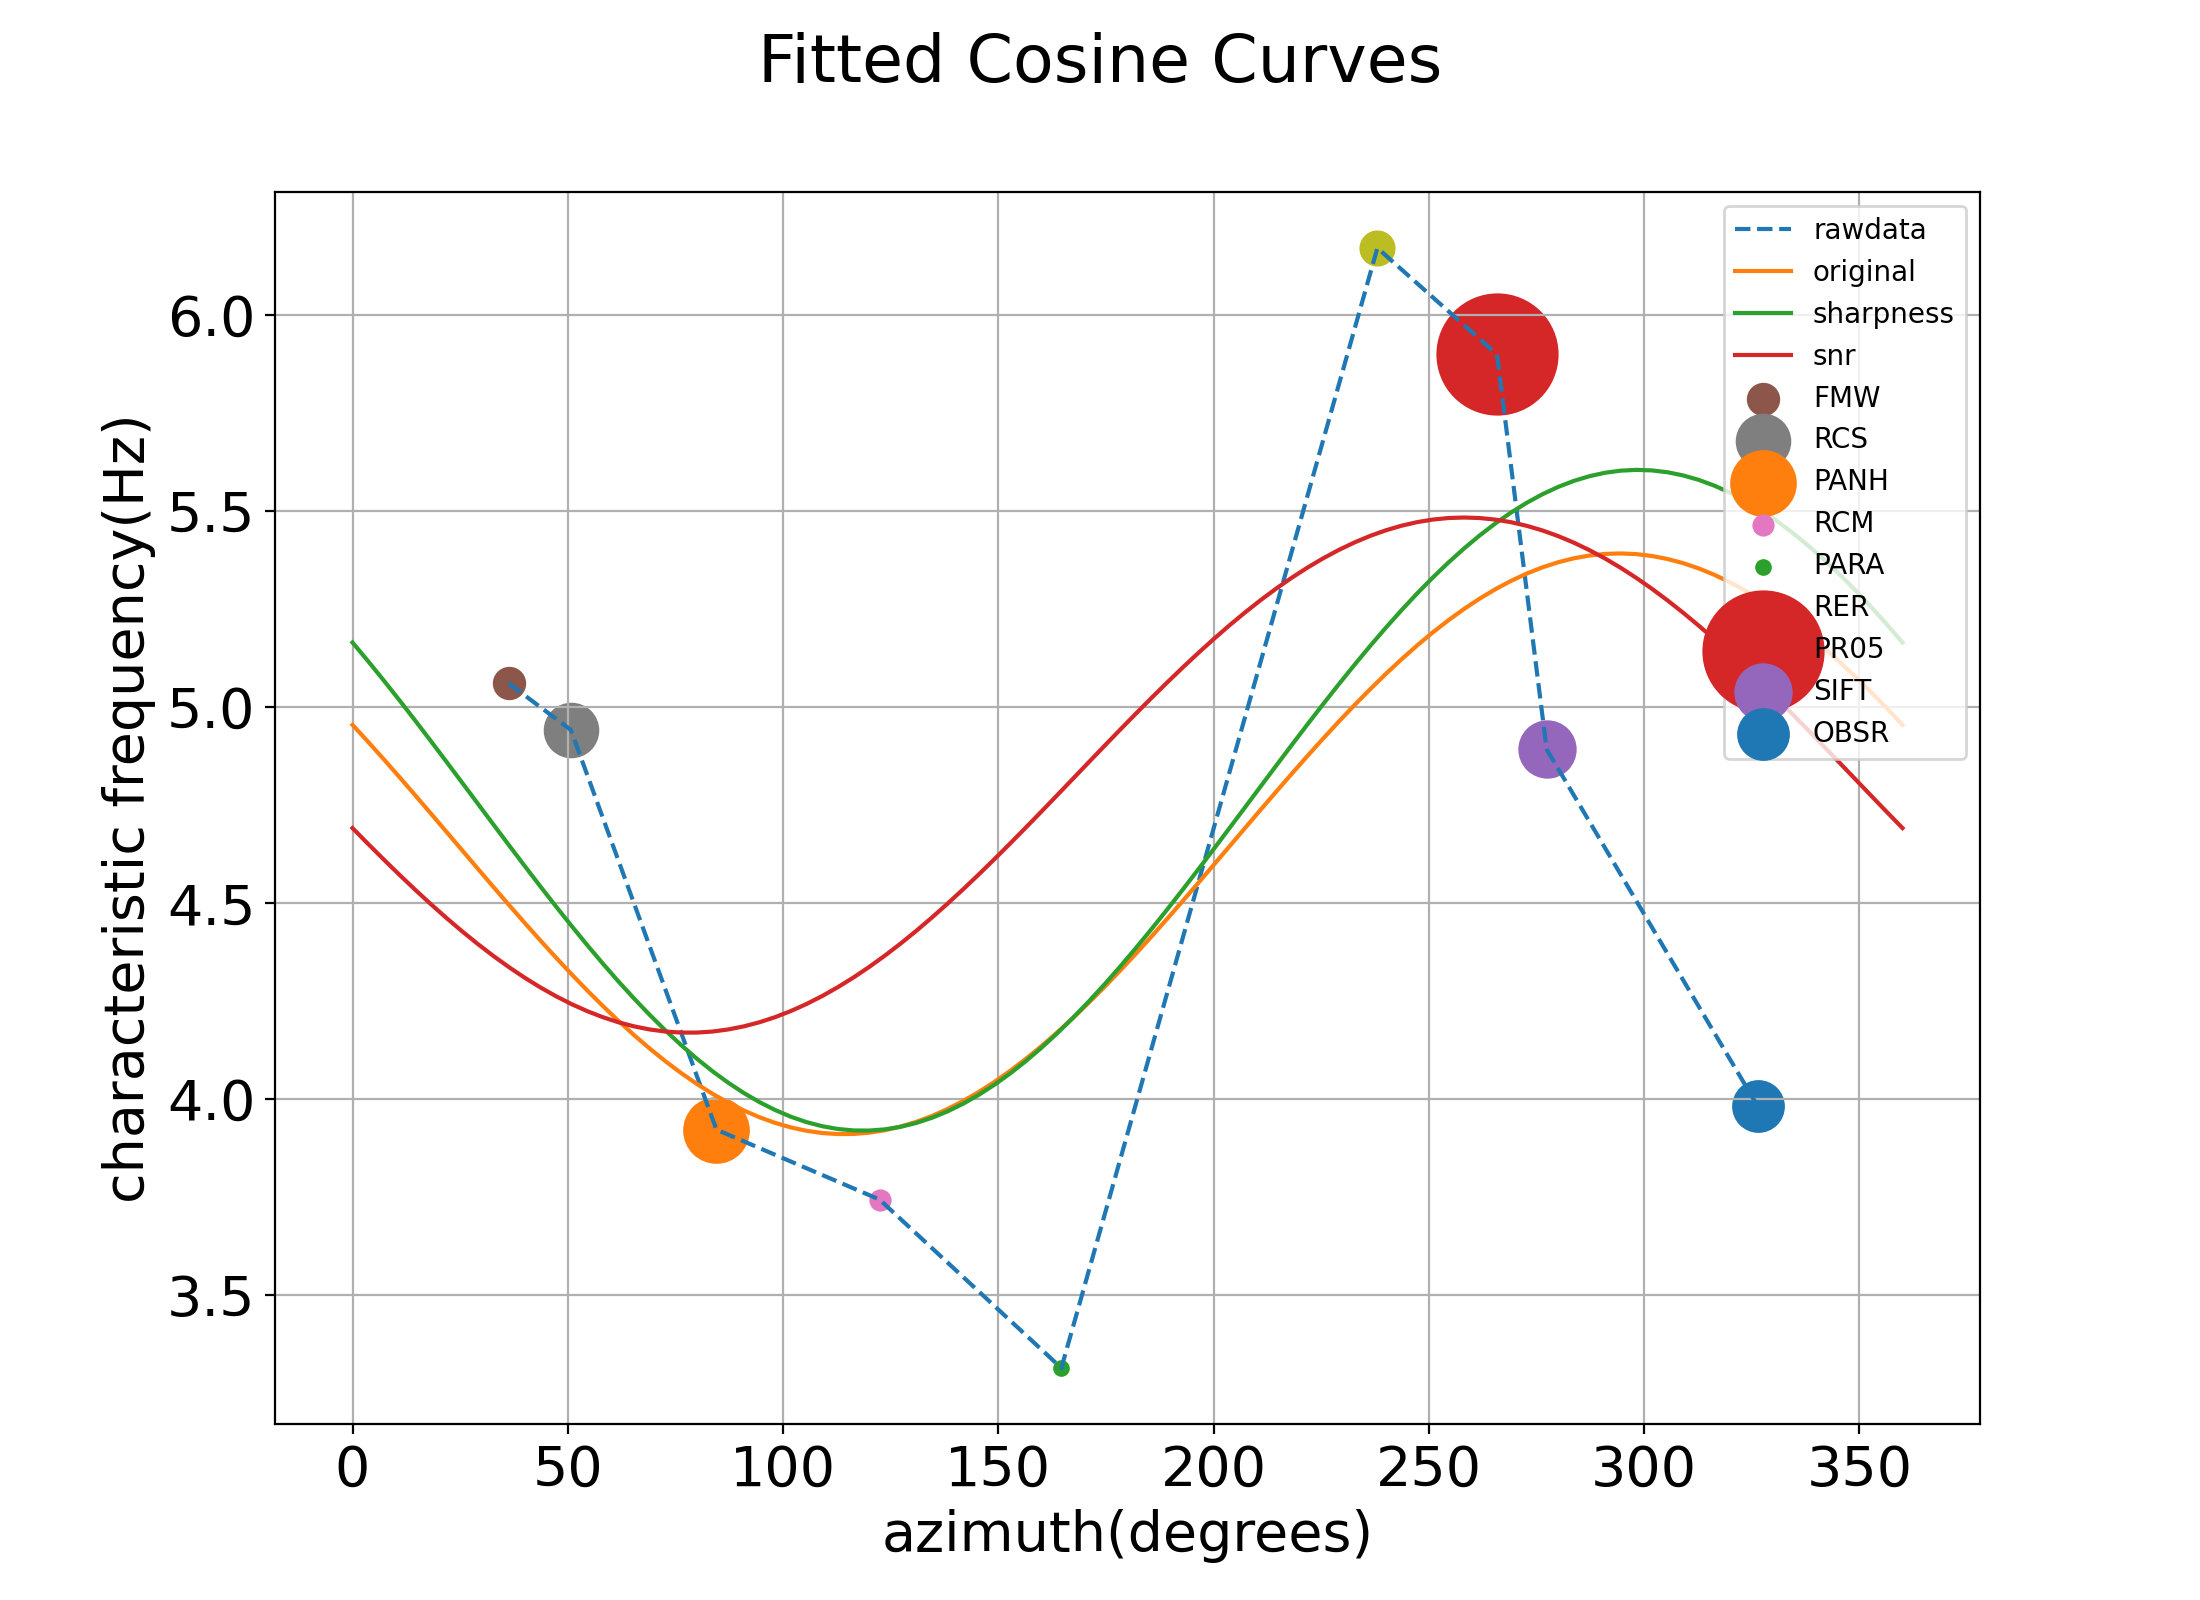 Fitted Cosine Curves
characteristic frequency(Hz)
6.0
5.5
5.0
4.5
4.0
3.5
rawdata
original
sharpness
snr
FMW
RCS
PANH
RCM
PARA
RER
PR05
SIFT
OBSR
0 50 100 150 200 250 300 350
azimuth(degrees)